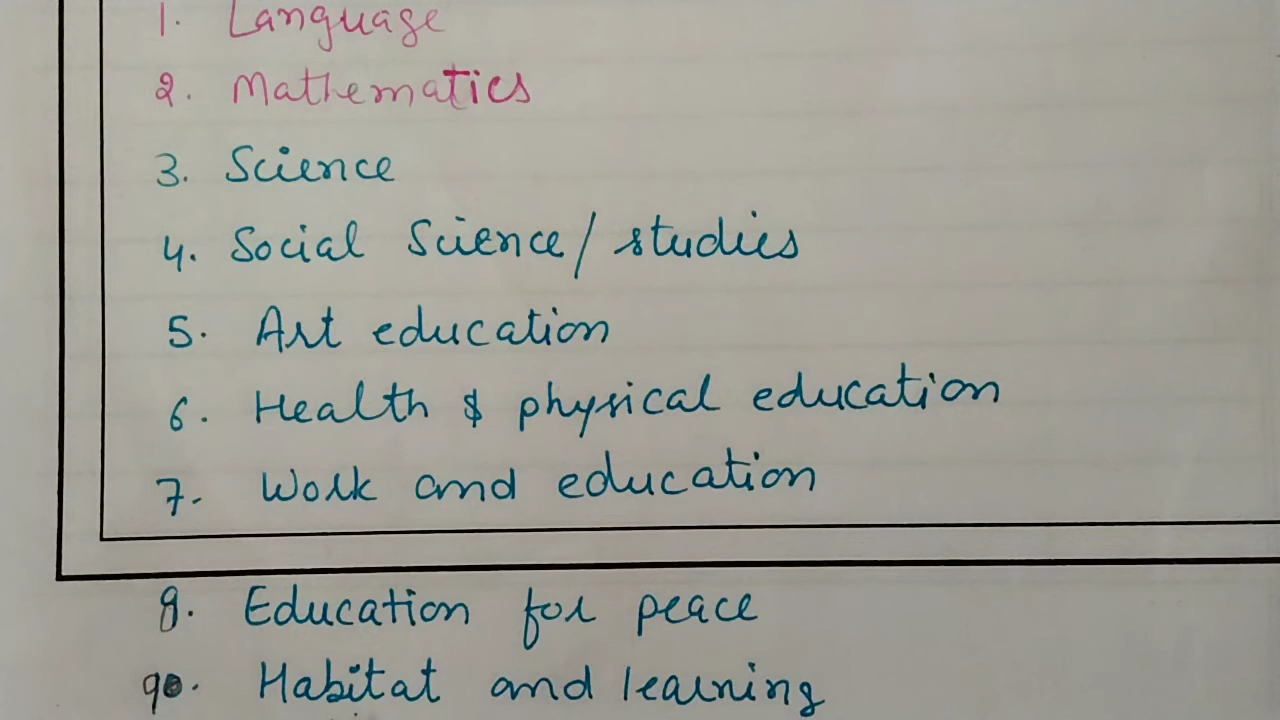 1. Language
2. Mathematics
3. Science
4. Social Science/studies
5. Art education
6. Health & physical education
7. Work and education
8. Education for peace
9. Habitat and learning